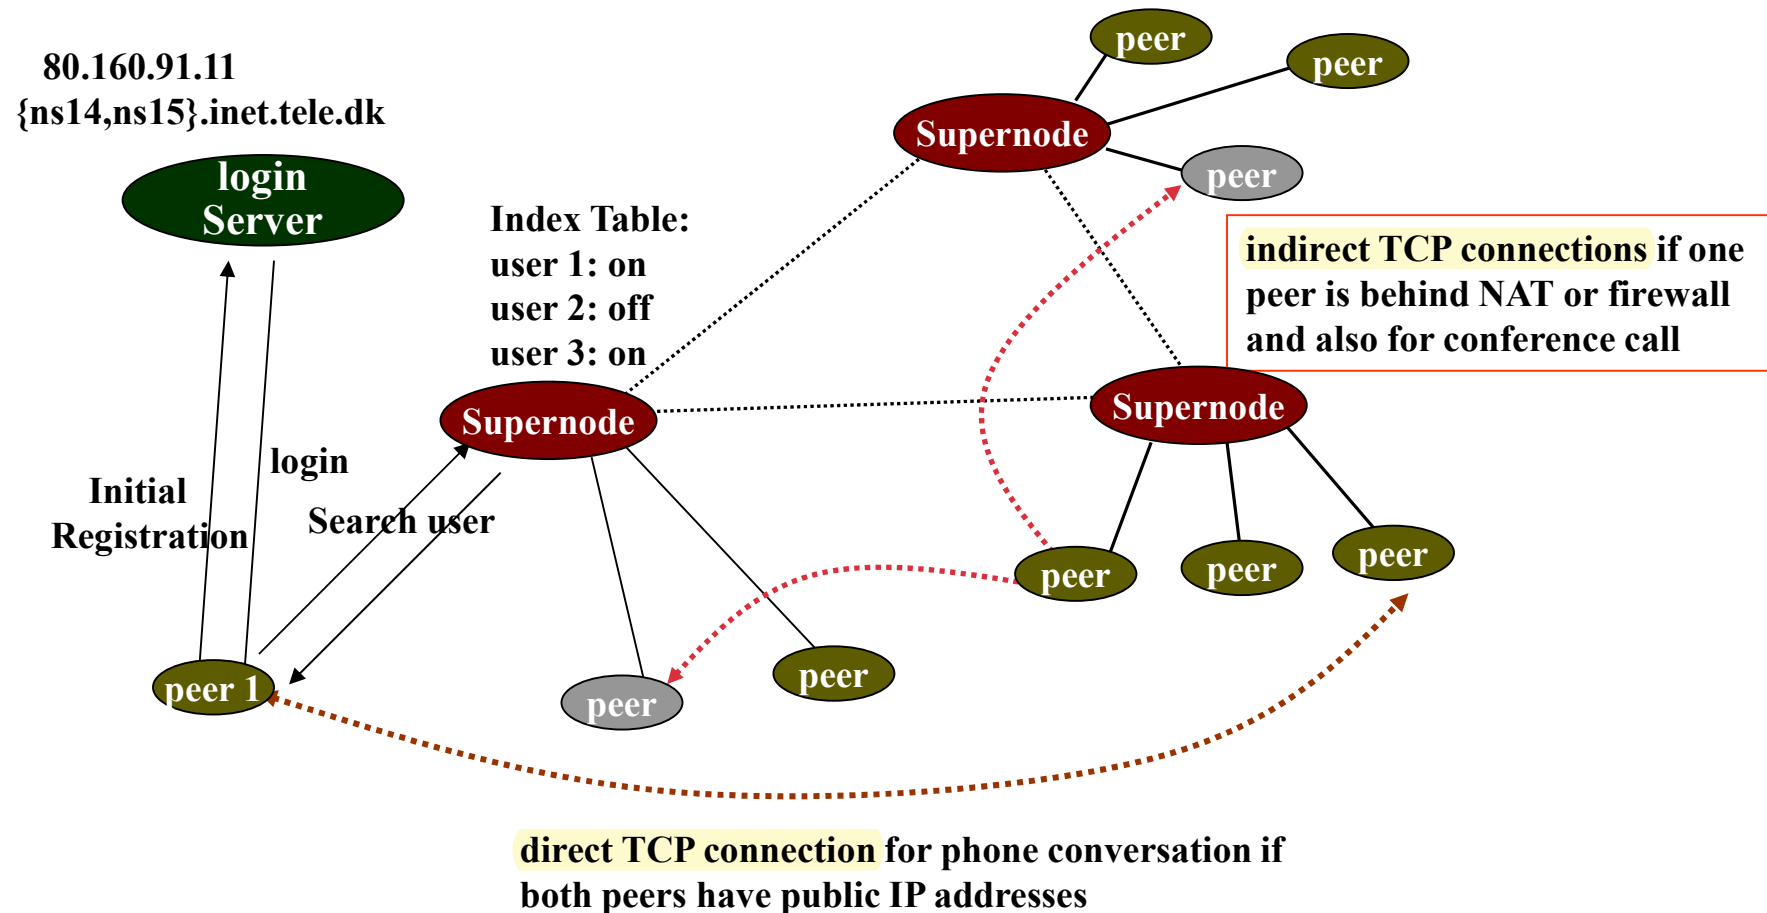 peer
peer
80.160.91.11
{ns14,ns15}.inet.tele.dk
Supernode
login
Server
peer
Index Table:
user 1: on
user 2: off
user 3: on
indirect TCP connections if one
peer is behind NAT or firewall
and also for conference call
Supernode
Supernode
login
Initial
Registration
Search user
peer
peer
peer
peer 1
peer
peer
direct TCP connection for phone conversation if
both peers have public IP addresses